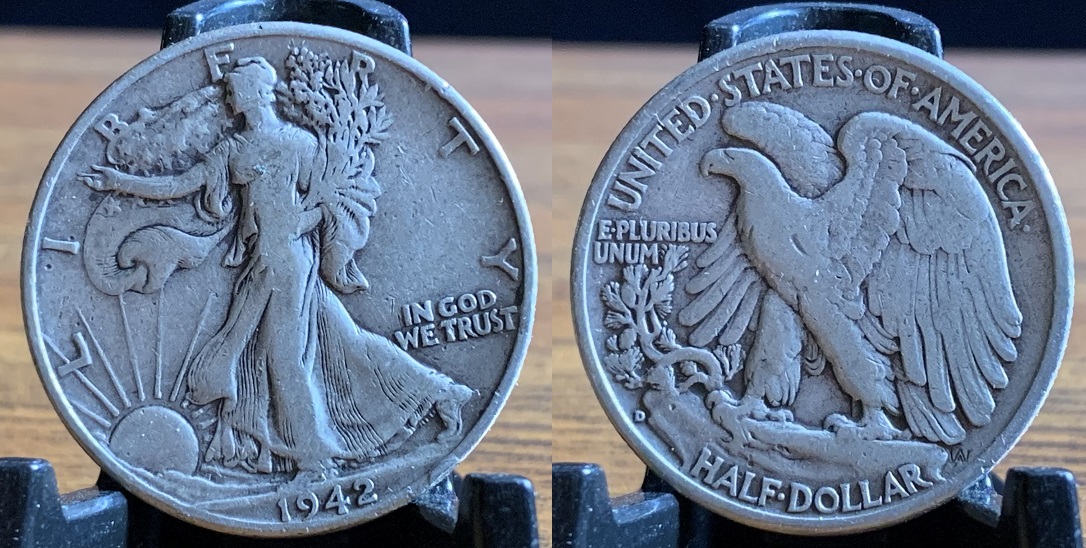 LIBERTY
IN GOD
WE TRUST
1942
UNITED·STATES·OF·AMERICA·
E·PLURIBUS
UNUM
D
HALF·DOLLAR
AW